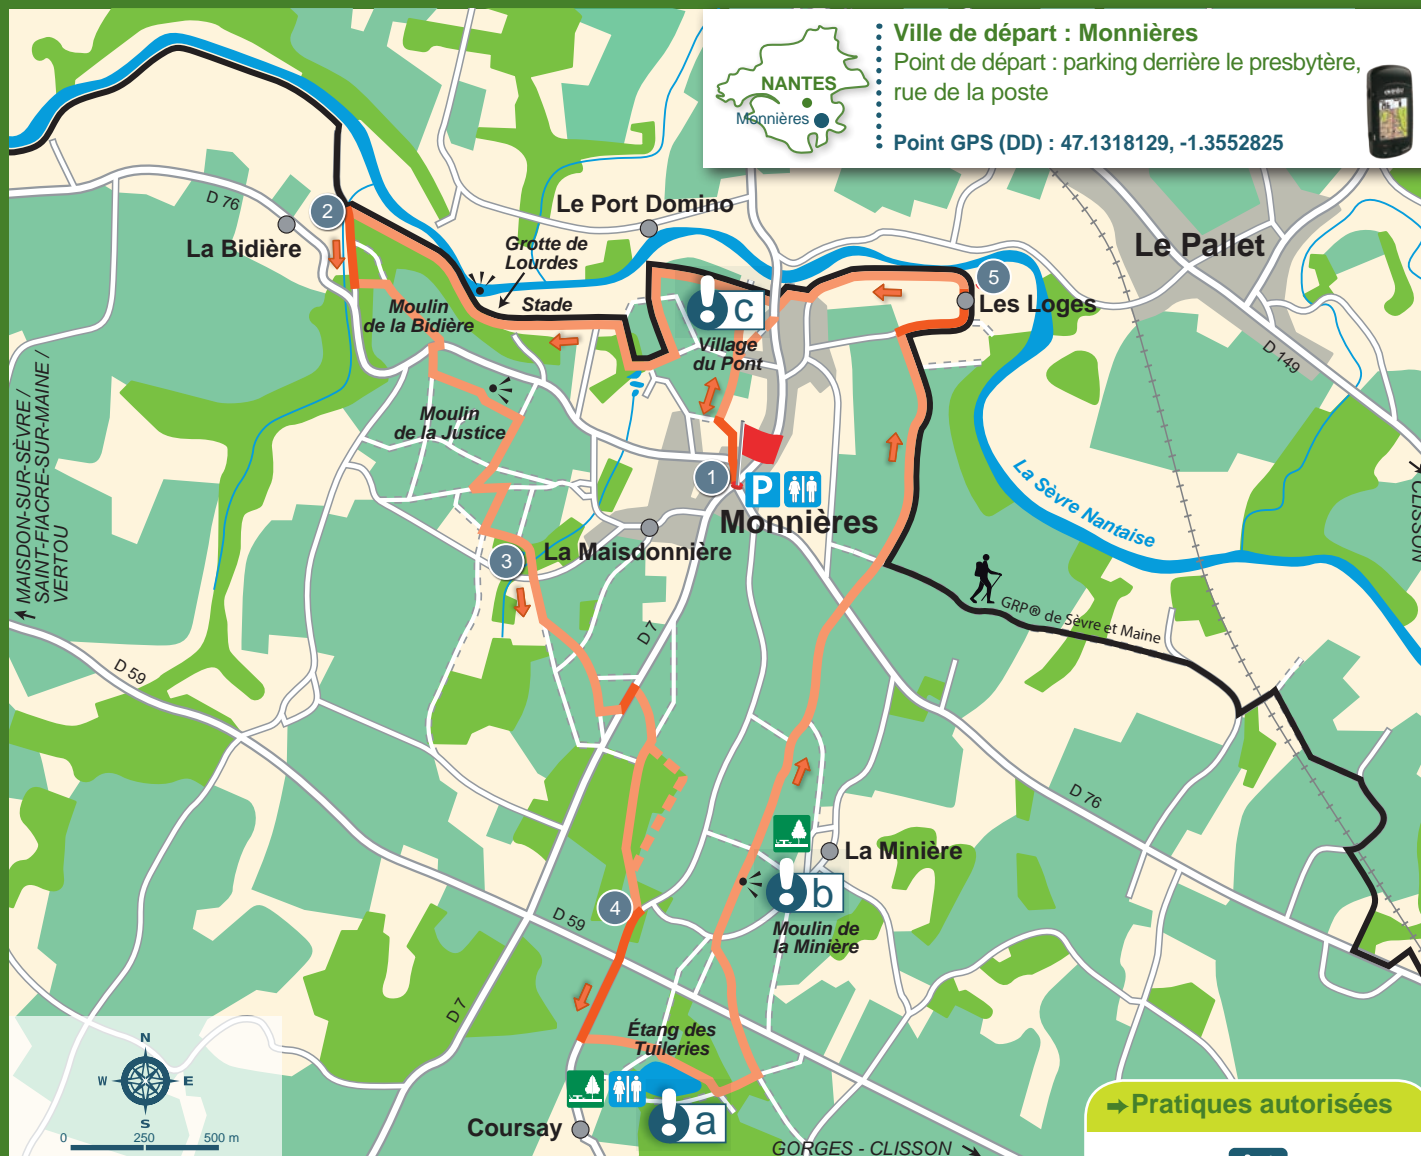 Ville de départ : Monnières
Point de départ : parking derrière le presbytère,
rue de la poste
Point GPS (DD) : 47.1318129, -1.3552825
NANTES
Monnières
D 76
2
La Bidière
Le Port Domino
Grotte de
Lourdes
Stade
Moulin
de la Bidière
c
Village
du Pont
5
Les Loges
Le Pallet
D 149
MAISDON-SUR-SÈVRE /
SAINT-FIACRE-SUR-MAINE /
VERTOU
Moulin
de la Justice
1
P
Monnières
La Sèvre Nantaise
CLISSON
3
La Maisdonnière
GRP® de Sèvre et Maine
D 7
D 59
D 76
La Minière
b
Moulin de
la Minière
4
D 59
D 7
Étang des
Tuileries
a
Coursay
GORGES - CLISSON
N
W
E
S
0
250
500 m
Pratiques autorisées